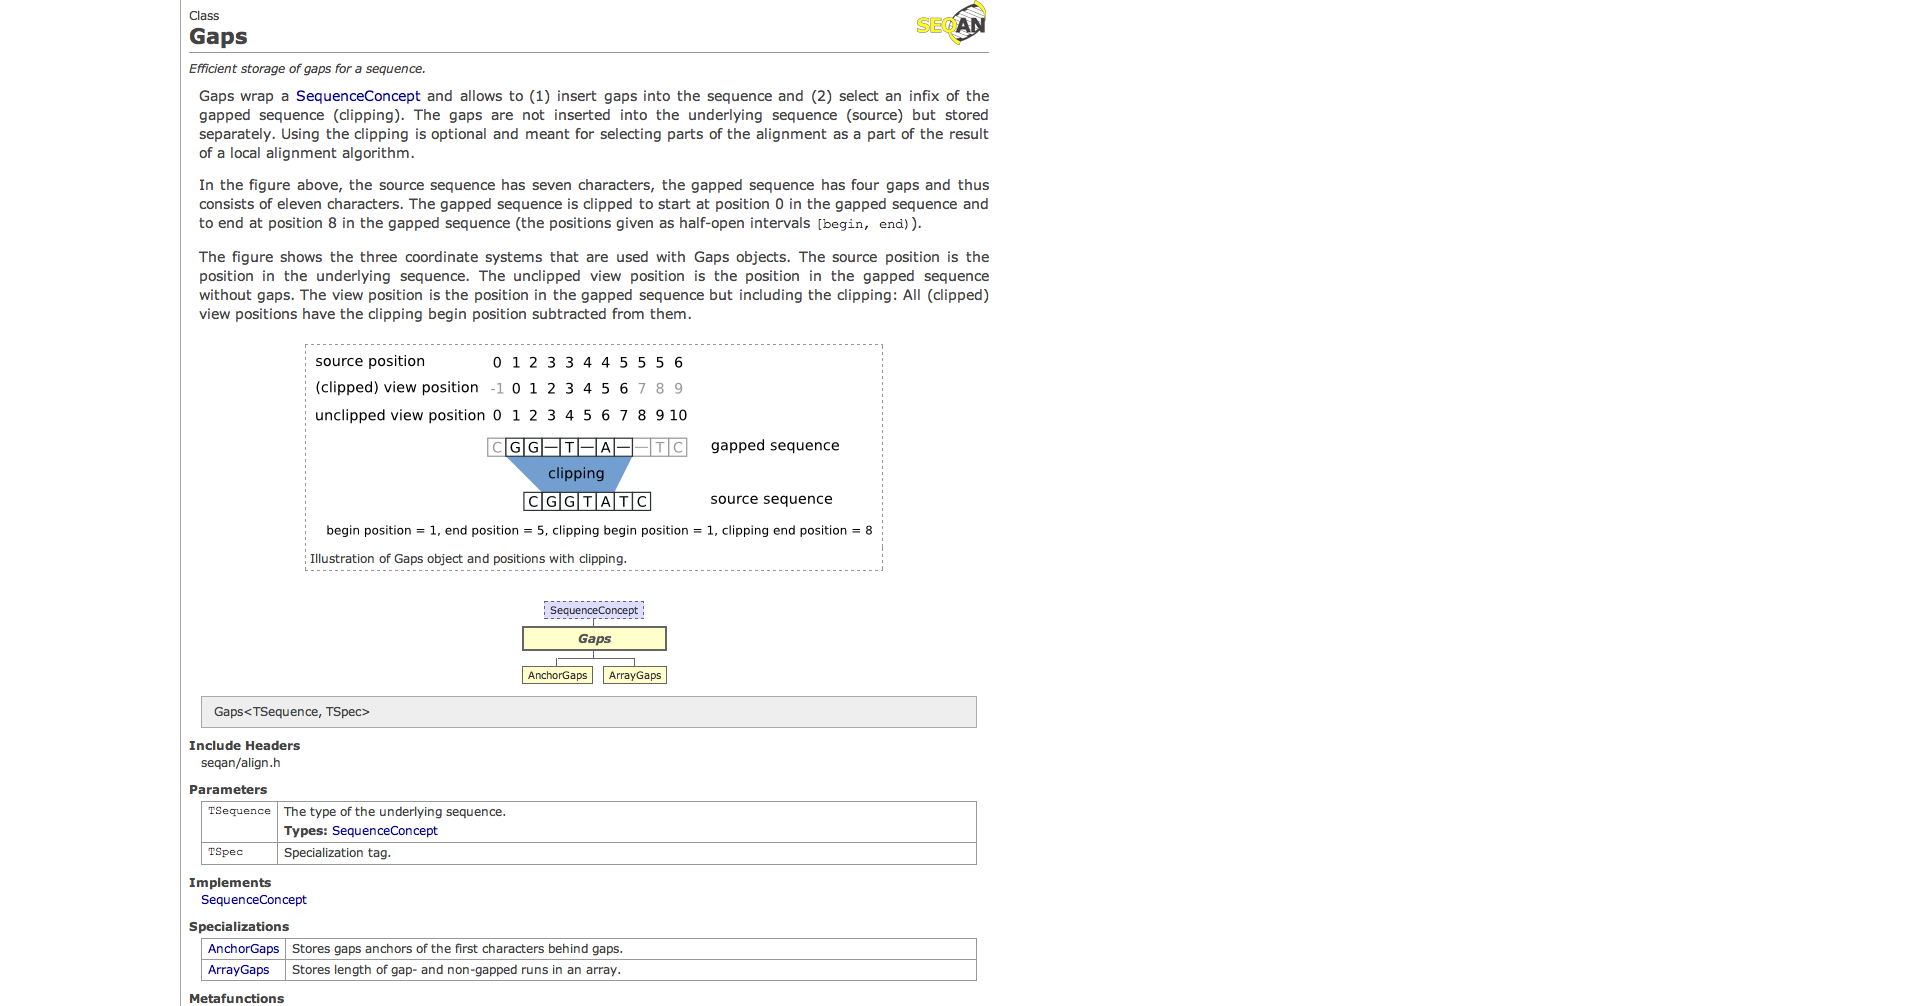 Class
Gaps
SEQAN
Efficient storage of gaps for a sequence.
Gaps wrap a SequenceConcept and allows to (1) insert gaps into the sequence and (2) select an infix of the
gapped sequence (clipping). The gaps are not inserted into the underlying sequence (source) but stored
separately. Using the clipping is optional and meant for selecting parts of the alignment as a part of the result
of a local alignment algorithm.
In the figure above, the source sequence has seven characters, the gapped sequence has four gaps and thus
consists of eleven characters. The gapped sequence is clipped to start at position 0 in the gapped sequence and
to end at position 8 in the gapped sequence (the positions given as half-open intervals [begin, end)).
The figure shows the three coordinate systems that are used with Gaps objects. The source position is the
position in the underlying sequence. The unclipped view position is the position in the gapped sequence
without gaps. The view position is the position in the gapped sequence but including the clipping: All (clipped)
view positions have the clipping begin position subtracted from them.
source position 0 1 2 3 3 4 4 5 5 5 6
(clipped) view position -1 0 1 2 3 4 5 6 7 8 9
unclipped view position 0 1 2 3 4 5 6 7 8 9 10
C G G — T — A — — T C gapped sequence
clipping
C G G T A T C source sequence
begin position = 1, end position = 5, clipping begin position = 1, clipping end position = 8
Illustration of Gaps object and positions with clipping.
SequenceConcept
Gaps
AnchorGaps ArrayGaps
Gaps<TSequence, TSpec>
Include Headers
seqan/align.h
Parameters
TSequence The type of the underlying sequence.
Types: SequenceConcept
TSpec Specialization tag.
Implements
SequenceConcept
Specializations
AnchorGaps Stores gaps anchors of the first characters behind gaps.
ArrayGaps Stores length of gap- and non-gapped runs in an array.
Metafunctions